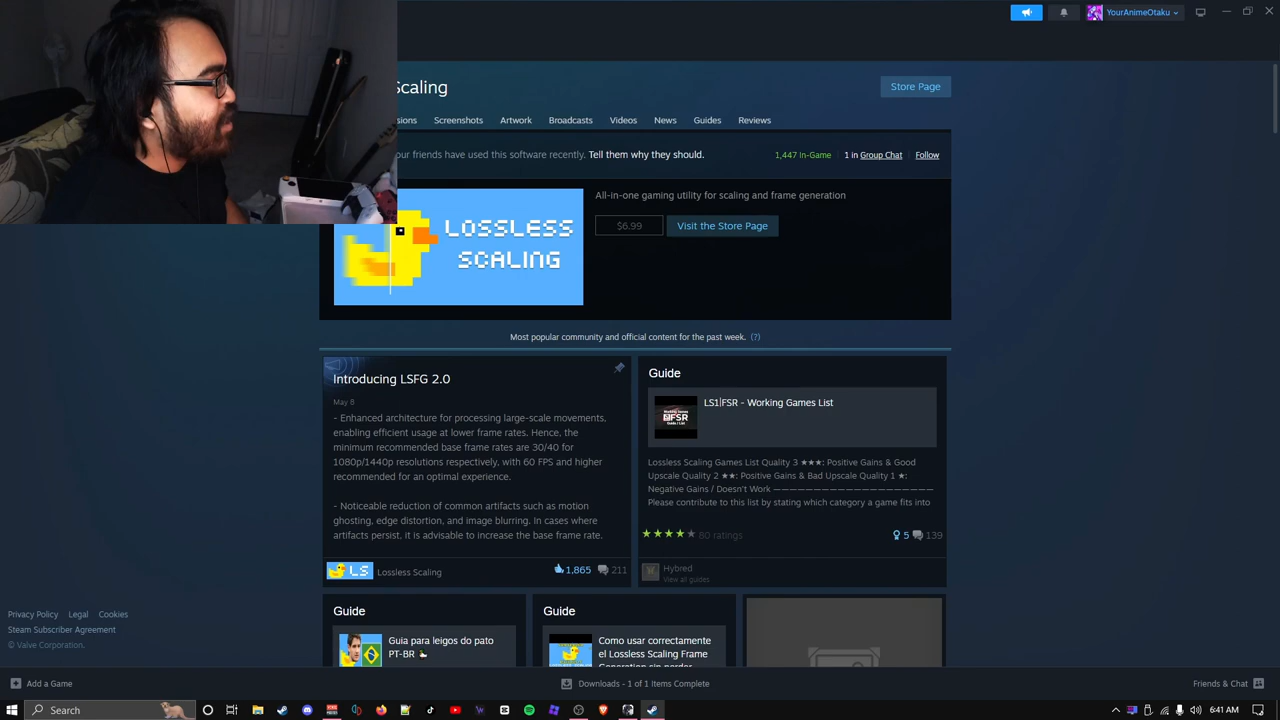 YourAnimeOtaku
Scaling
Store Page
Screenshots
Artwork
Broadcasts
Videos
News
Guides
Reviews
our friends have used this software recently. Tell them why they should.
1,447 In-Game
1 in Group Chat
Follow
LOSSLESS
SCALING
All-in-one gaming utility for scaling and frame generation
$6.99
Visit the Store Page
Most popular community and official content for the past week. (?)
Introducing LSFG 2.0
May 8
- Enhanced architecture for processing large-scale movements,
enabling efficient usage at lower frame rates. Hence, the
minimum recommended base frame rates are 30/40 for
1080p/1440p resolutions respectively, with 60 FPS and higher
recommended for an optimal experience.
- Noticeable reduction of common artifacts such as motion
ghosting, edge distortion, and image blurring. In cases where
artifacts persist, it is advisable to increase the base frame rate.
LS
Lossless Scaling
1,865
211
Guide
FSR
LS1|FSR - Working Games List
Lossless Scaling Games List Quality 3 ★★★: Positive Gains & Good
Upscale Quality 2 ★★: Positive Gains & Bad Upscale Quality 1 ★:
Negative Gains / Doesn't Work ————————————————————
Please contribute to this list by stating which category a game fits into
80 ratings
5
139
Hybred
View all guides
Guide
Guia para leigos do pato
PT-BR
Guide
Como usar correctamente
el Lossless Scaling Frame
Generation sin perder
Privacy Policy
Legal
Cookies
Steam Subscriber Agreement
© Valve Corporation.
Add a Game
Downloads - 1 of 1 Items Complete
Friends & Chat
Search
6:41 AM